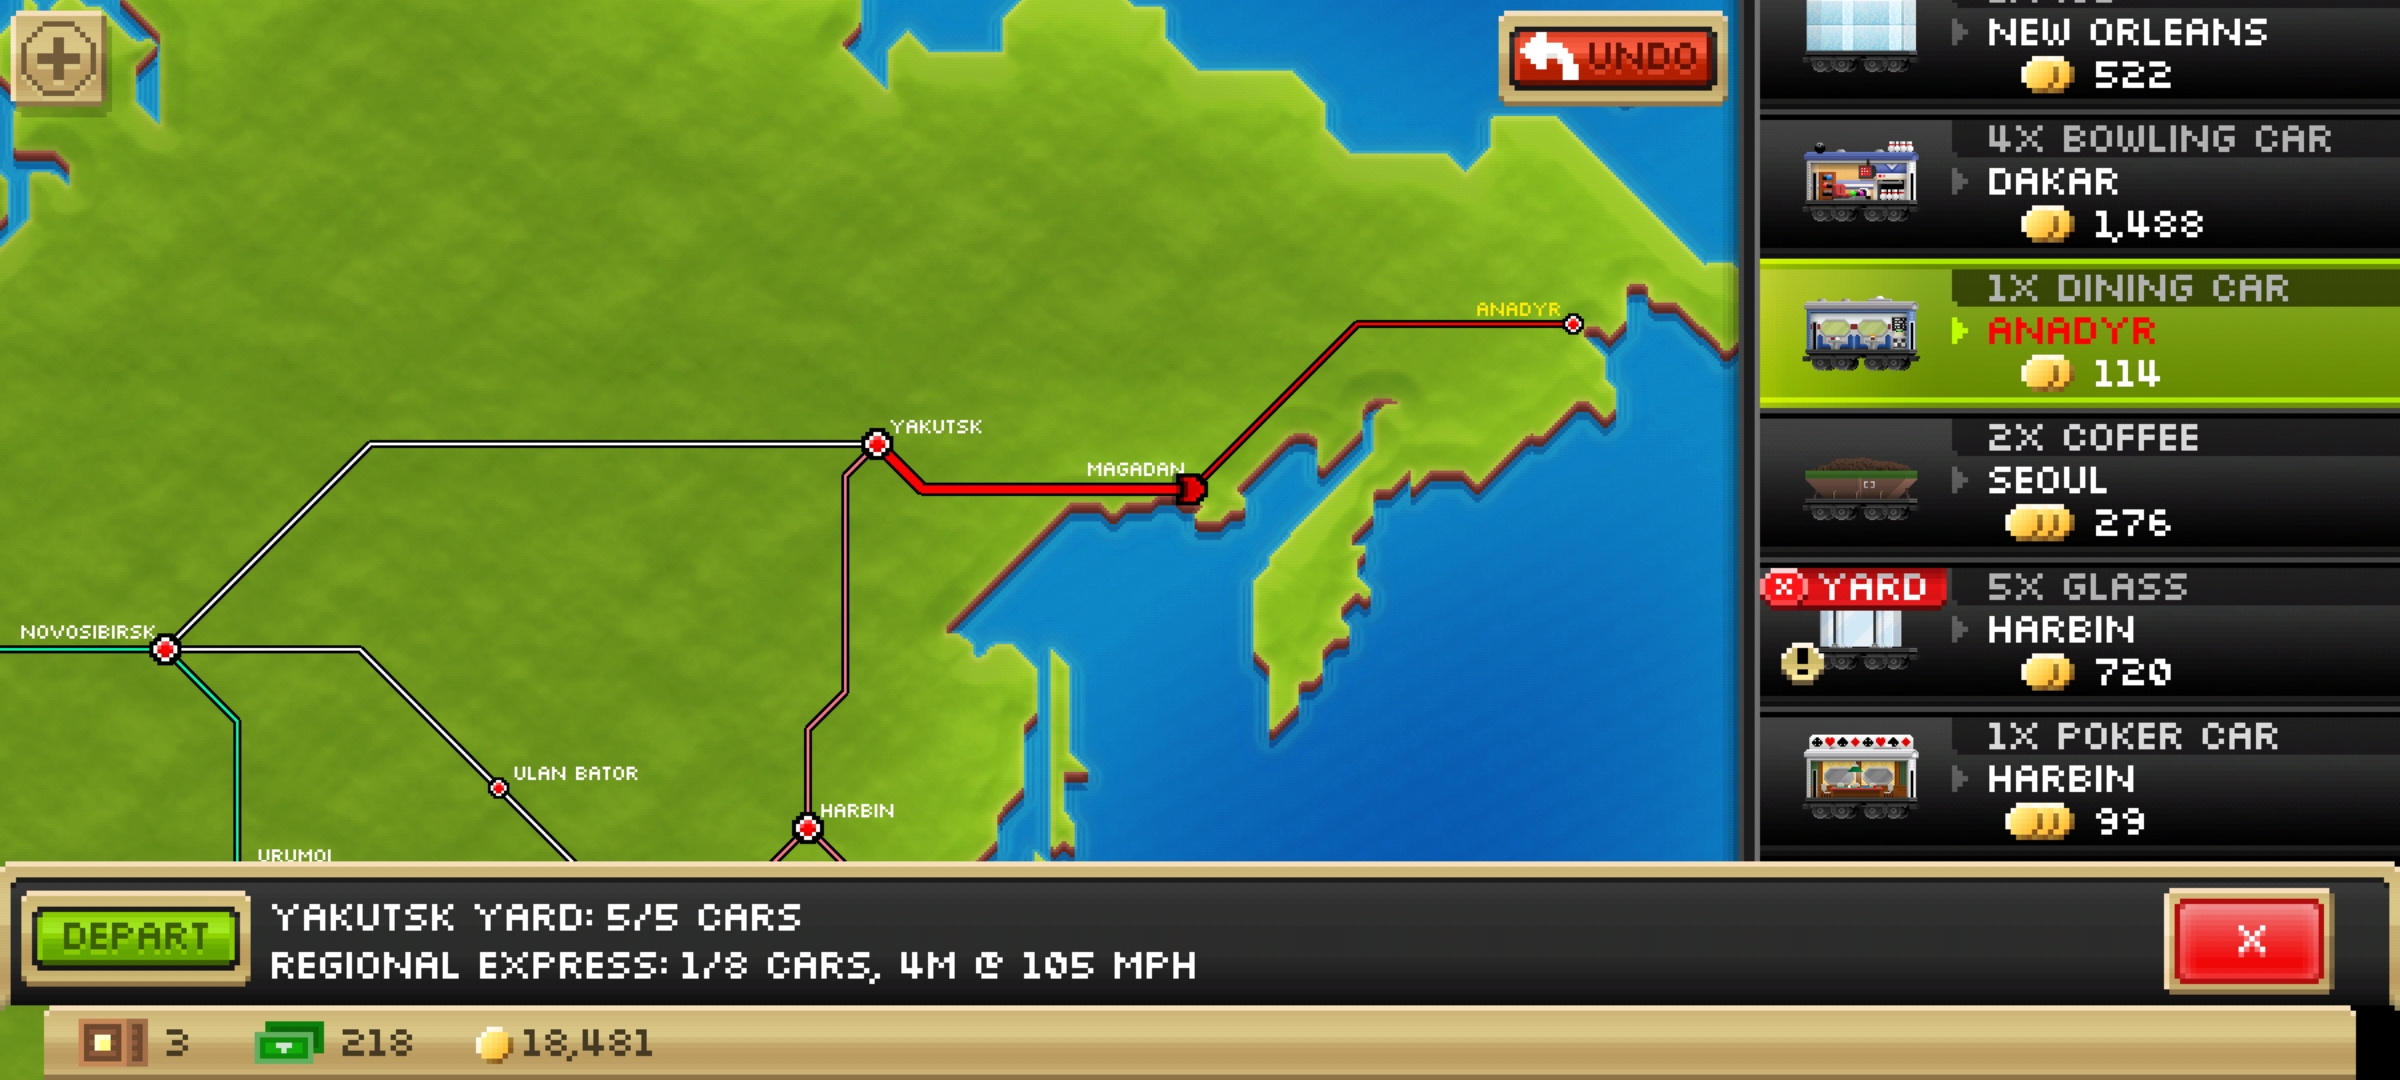 UNDO
NEW ORLEANS
522
4X BOWLING CAR
DAKAR
1,488
1X DINING CAR
ANADYR
114
2X COFFEE
SEOUL
276
YARD
5X GLASS
HARBIN
720
1X POKER CAR
HARBIN
99
ANADYR
YAKUTSK
MAGADAN
NOVOSIBIRSK
ULAN BATOR
HARBIN
DEPART
YAKUTSK YARD: 5/5 CARS
REGIONAL EXPRESS: 1/8 CARS, 4M @ 105 MPH
X
3
218
18,481